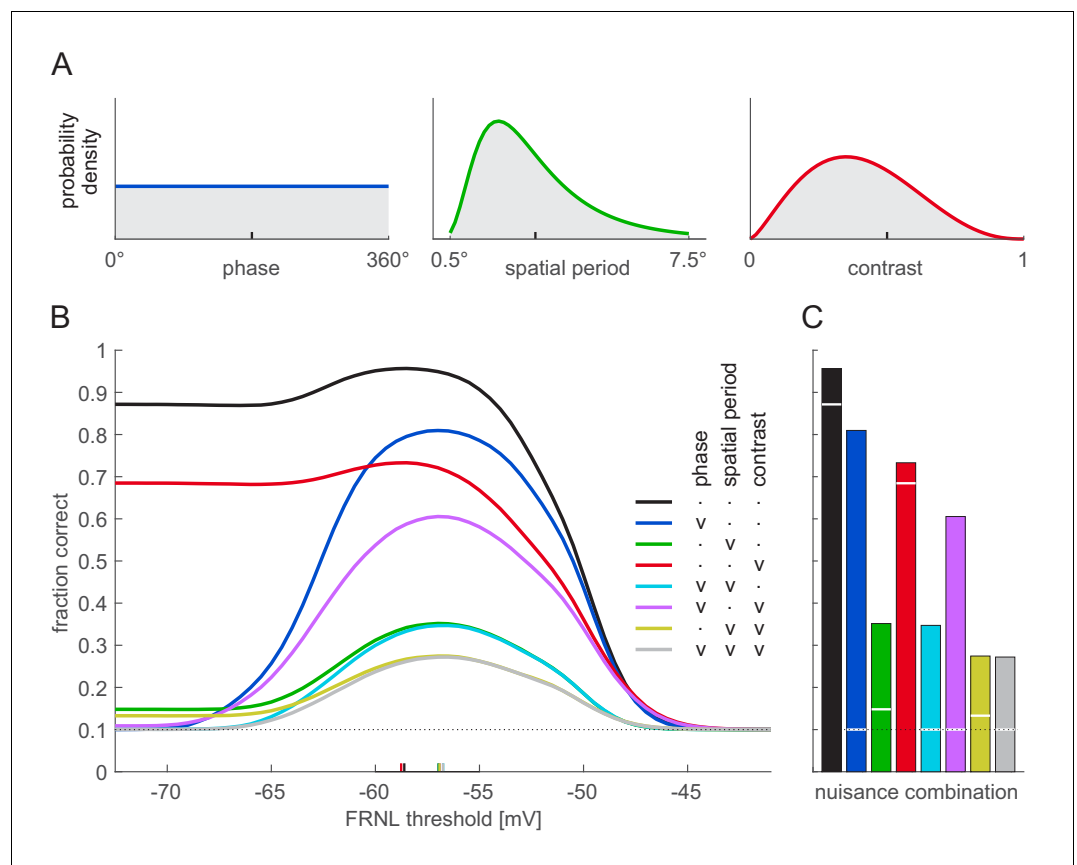 A
probability
density
0° phase 360°
0.5° spatial period 7.5°
0 contrast 1
B
C
1
0.9
0.8
0.7
0.6
0.5
0.4
0.3
0.2
0.1
0
fraction correct
phase
spatial period
contrast
· · ·
v · ·
· v ·
· · v
v v ·
v · v
· v v
v v v
-70 -65 -60 -55 -50 -45
FRNL threshold [mV]
nuisance combination